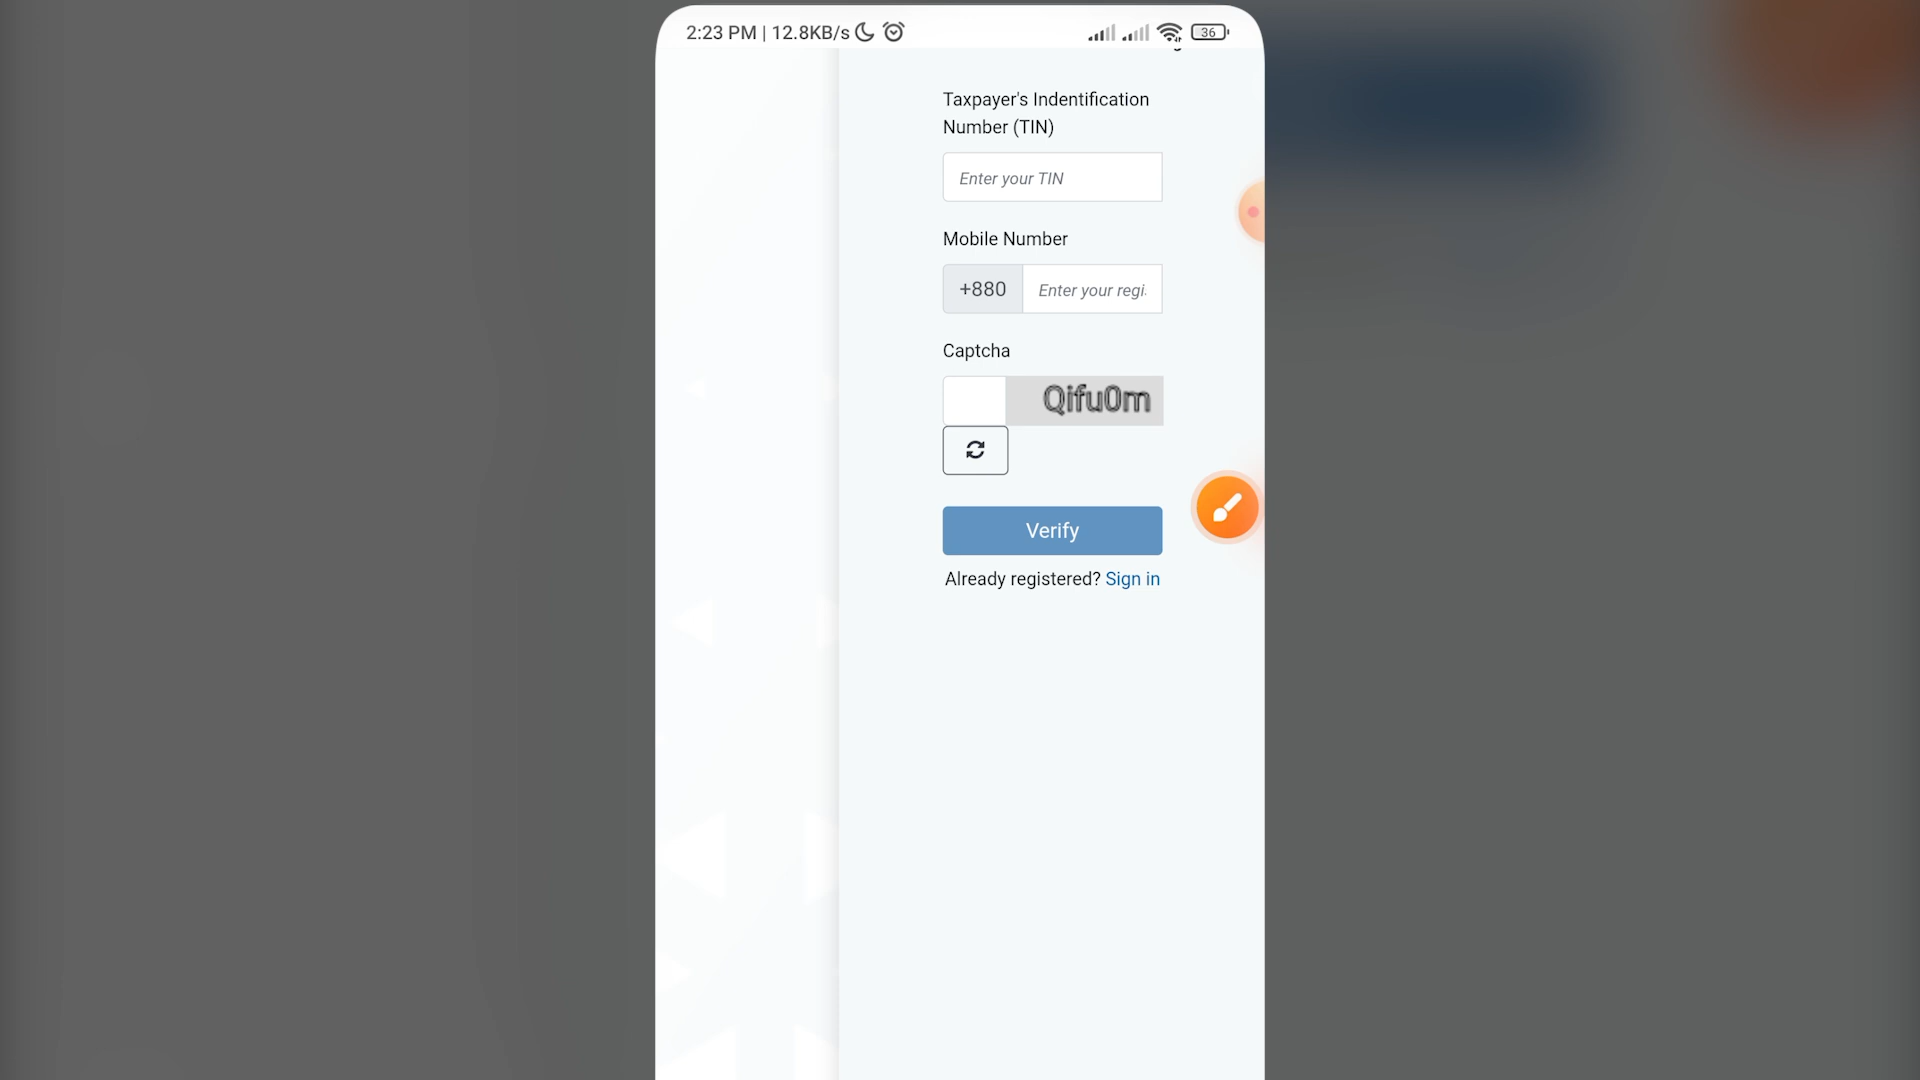 2:23 PM | 12.8KB/s
36
Taxpayer's Indentification
Number (TIN)
Enter your TIN
Mobile Number
+880
Enter your regi
Captcha
Qifu0m
Verify
Already registered? Sign in